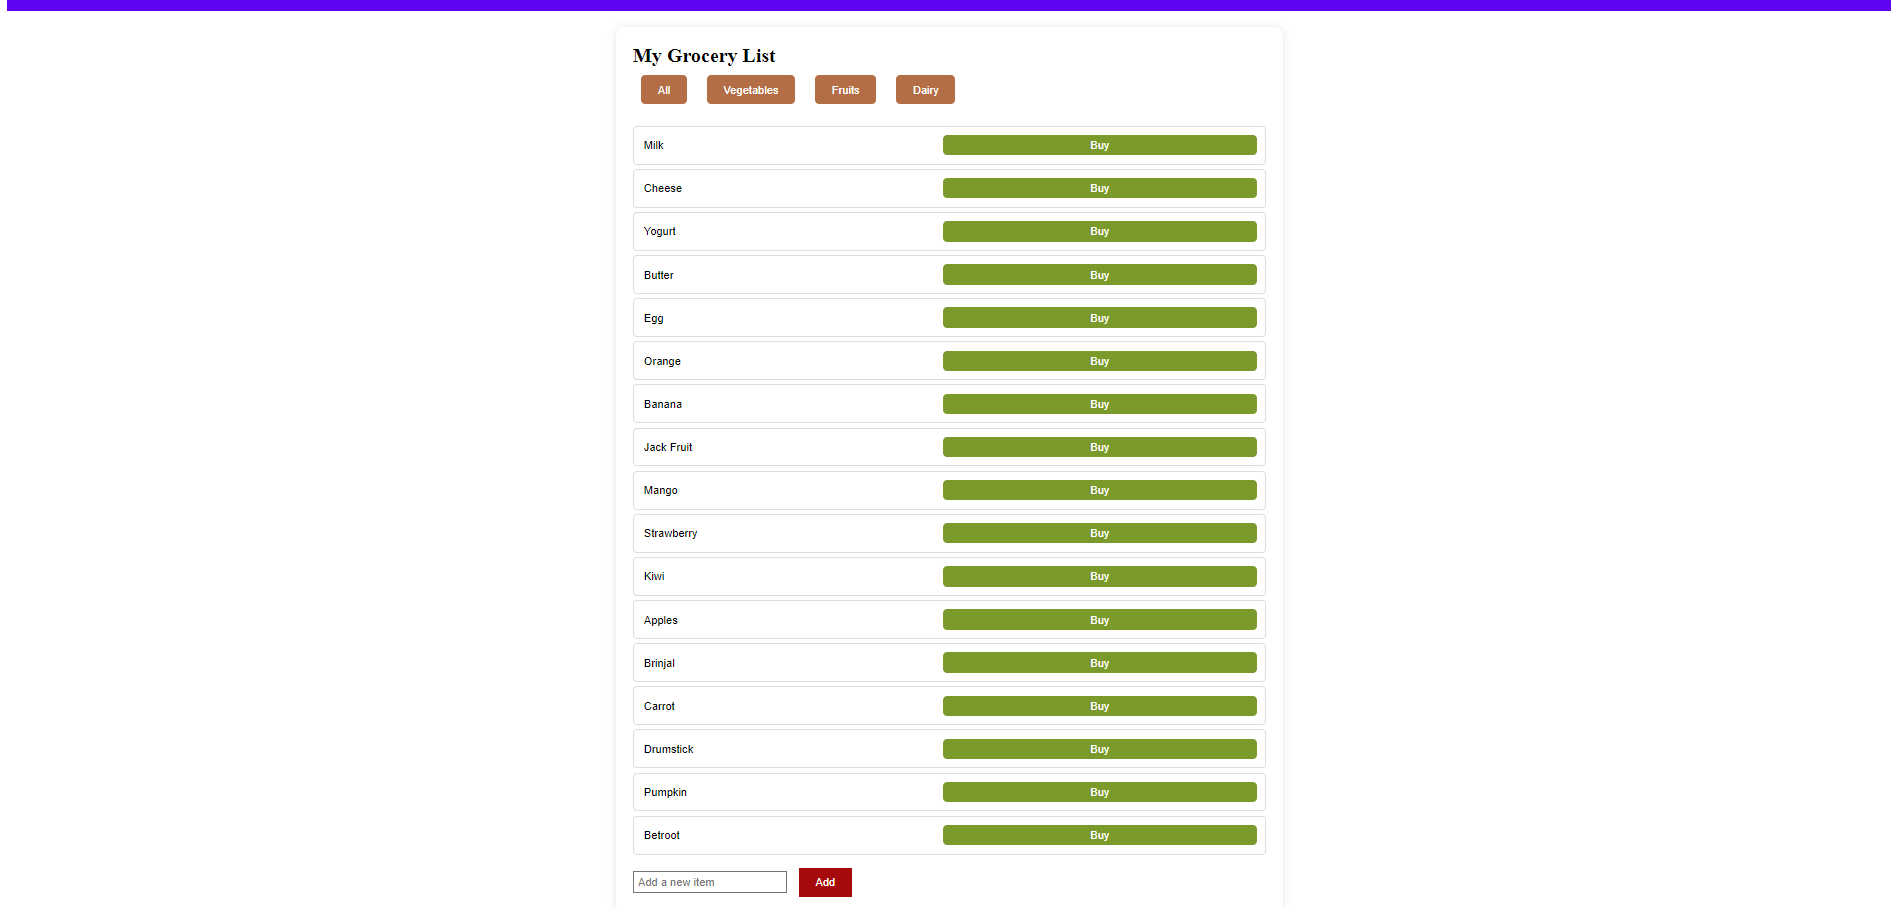 My Grocery List
All Vegetables Fruits Dairy
Milk Buy
Cheese Buy
Yogurt Buy
Butter Buy
Egg Buy
Orange Buy
Banana Buy
Jack Fruit Buy
Mango Buy
Strawberry Buy
Kiwi Buy
Apples Buy
Brinjal Buy
Carrot Buy
Drumstick Buy
Pumpkin Buy
Betroot Buy
Add a new item Add